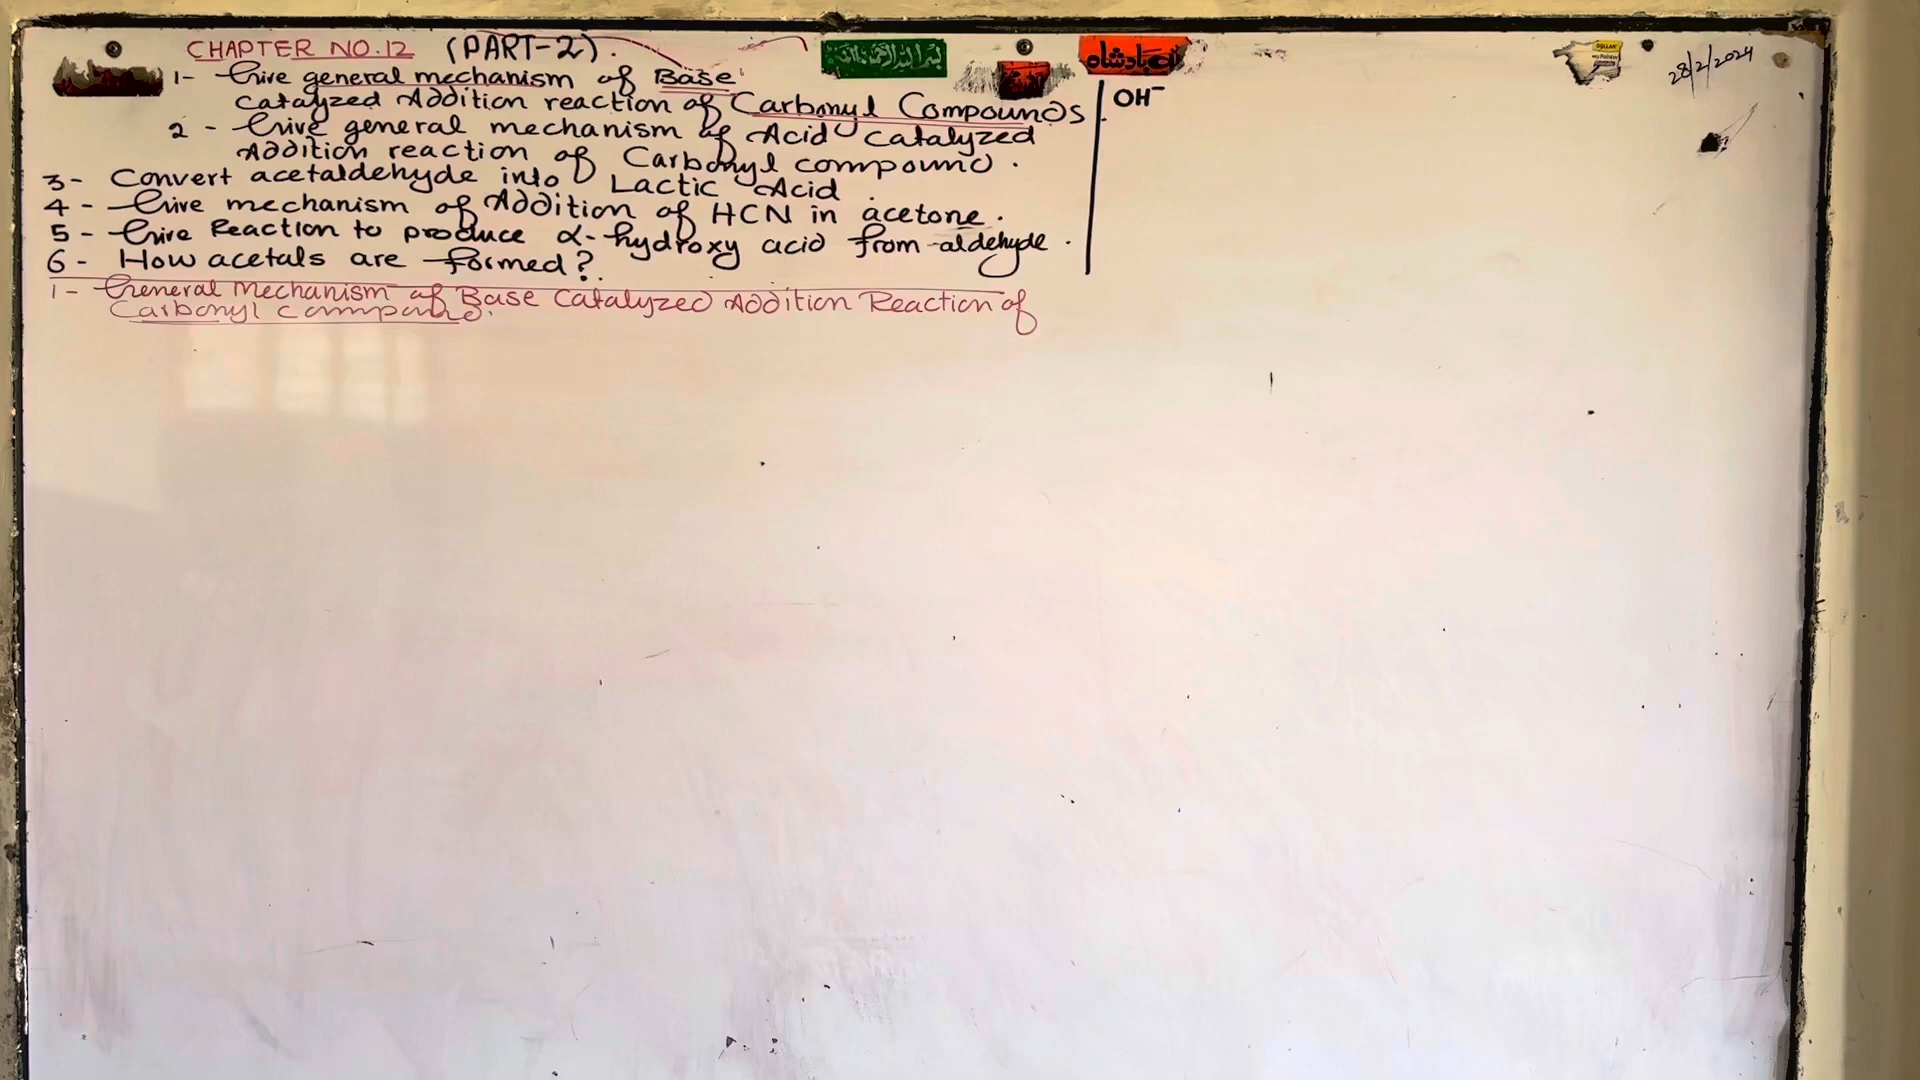 CHAPTER NO.12 (PART-2).
28/2/2024
1- Give general mechanism of Base
Catalyzed Addition reaction of Carbonyl Compounds.
OH⁻
2 - Give general mechanism of Acid Catalyzed
Addition reaction of Carbonyl compound.
3- Convert acetaldehyde into Lactic Acid.
4- Give mechanism of Addition of HCN in acetone.
5- Give Reaction to produce α-hydroxy acid from aldehyde.
6- How acetals are formed?
1- General Mechanism of Base Catalyzed Addition Reaction of
Carbonyl Compound.